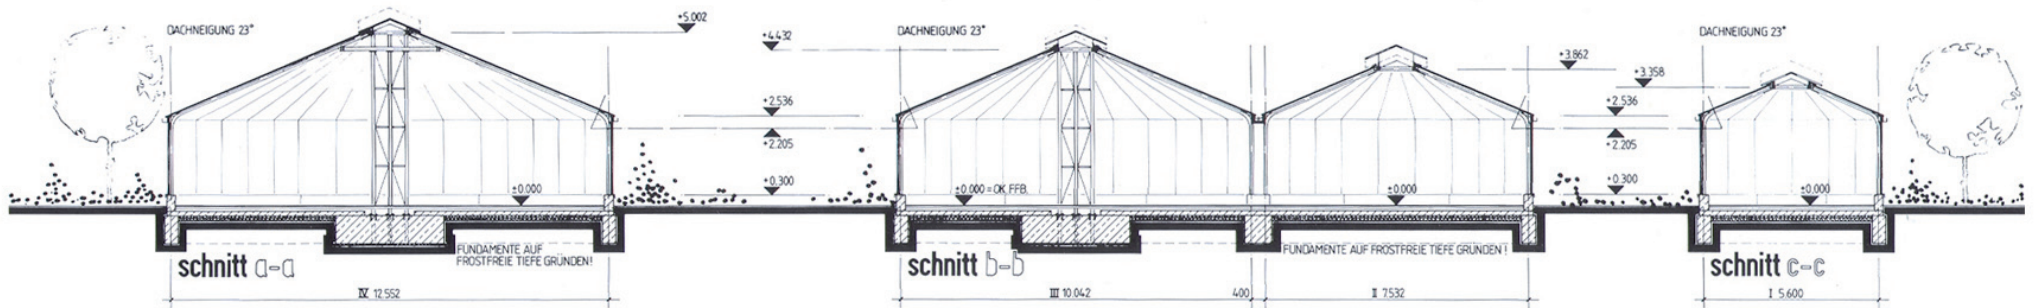 DACHNEIGUNG 23°
+5.002
±0.000
FUNDAMENTE AUF
FROSTFREIE TIEFE GRÜNDEN!
schnitt a-a
IV 12.552
+4.432
+2.536
+2.205
+0.300
DACHNEIGUNG 23°
±0.000 = OK FFB.
±0.000
FUNDAMENTE AUF FROSTFREIE TIEFE GRÜNDEN!
schnitt b-b
III 10.042
400
II 7.532
+3.862
+3.358
+2.536
+2.205
+0.300
DACHNEIGUNG 23°
±0.000
schnitt c-c
I 5.600